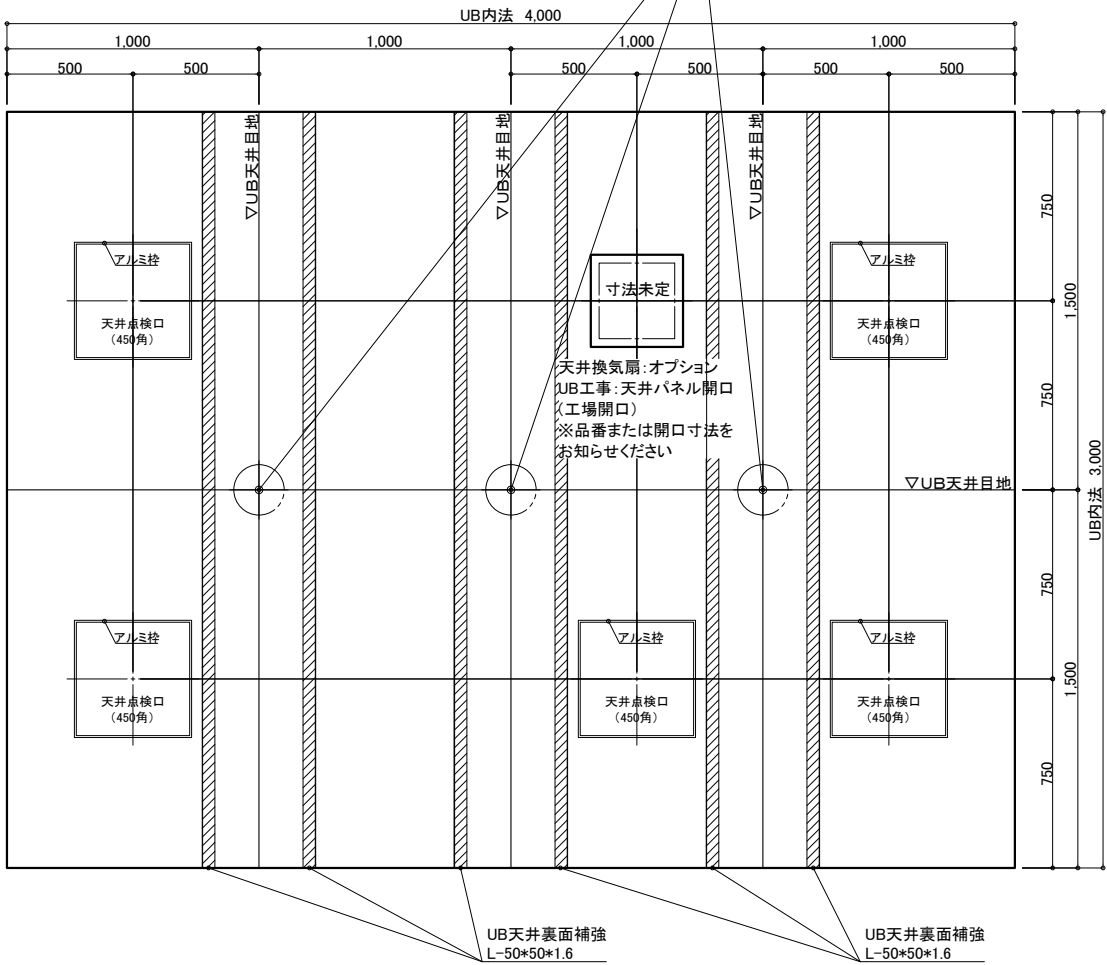 UB内法 4,000
1,000
1,000
1,000
1,000
500
500
500
500
500
500
▽UB天井目地
▽UB天井目地
▽UB天井目地
アルミ枠
天井点検口
(450角)
寸法未定
アルミ枠
天井点検口
(450角)
天井換気扇:オプション
UB工事:天井パネル開口
(工場開口)
※品番または開口寸法を
お知らせください
▽UB天井目地
750
750
750
750
1,500
1,500
UB内法 3,000
アルミ枠
天井点検口
(450角)
アルミ枠
天井点検口
(450角)
アルミ枠
天井点検口
(450角)
UB天井裏面補強
L-50*50*1.6
UB天井裏面補強
L-50*50*1.6